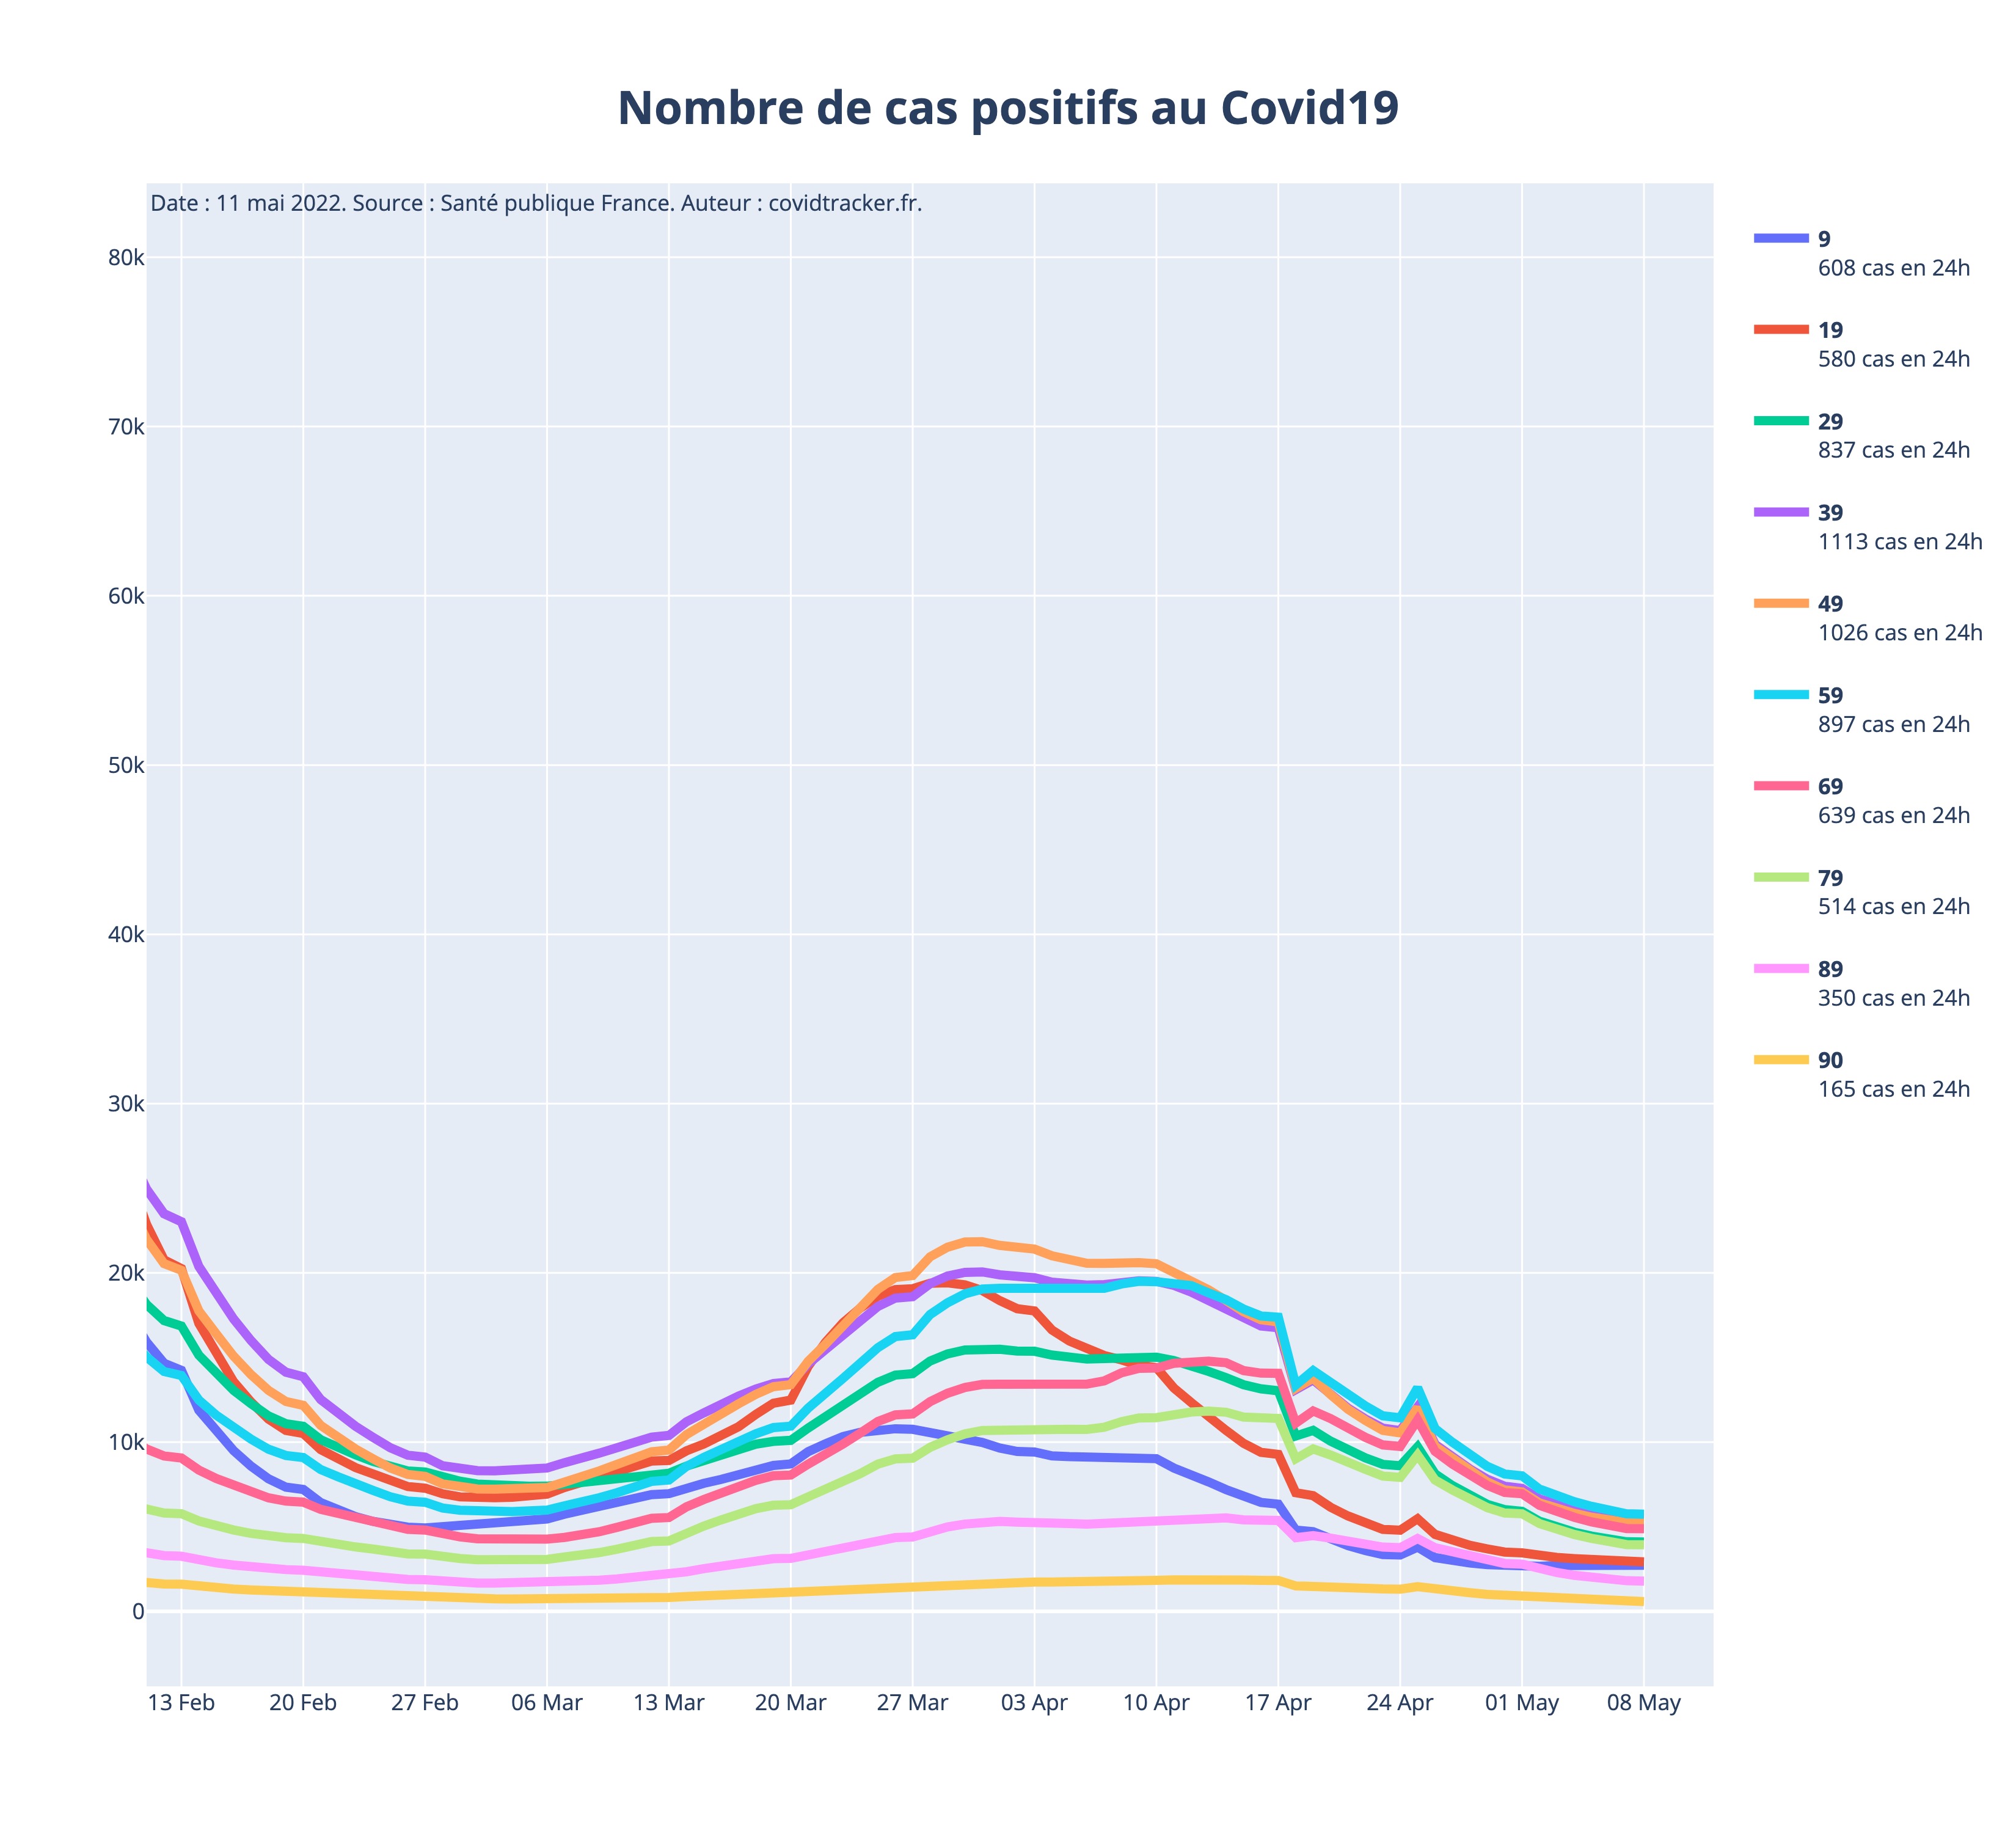 Nombre de cas positifs au Covid19
Date : 11 mai 2022. Source : Santé publique France. Auteur : covidtracker.fr.
80k
70k
60k
50k
40k
30k
20k
10k
0
13 Feb
20 Feb
27 Feb
06 Mar
13 Mar
20 Mar
27 Mar
03 Apr
10 Apr
17 Apr
24 Apr
01 May
08 May
9
608 cas en 24h
19
580 cas en 24h
29
837 cas en 24h
39
1113 cas en 24h
49
1026 cas en 24h
59
897 cas en 24h
69
639 cas en 24h
79
514 cas en 24h
89
350 cas en 24h
90
165 cas en 24h